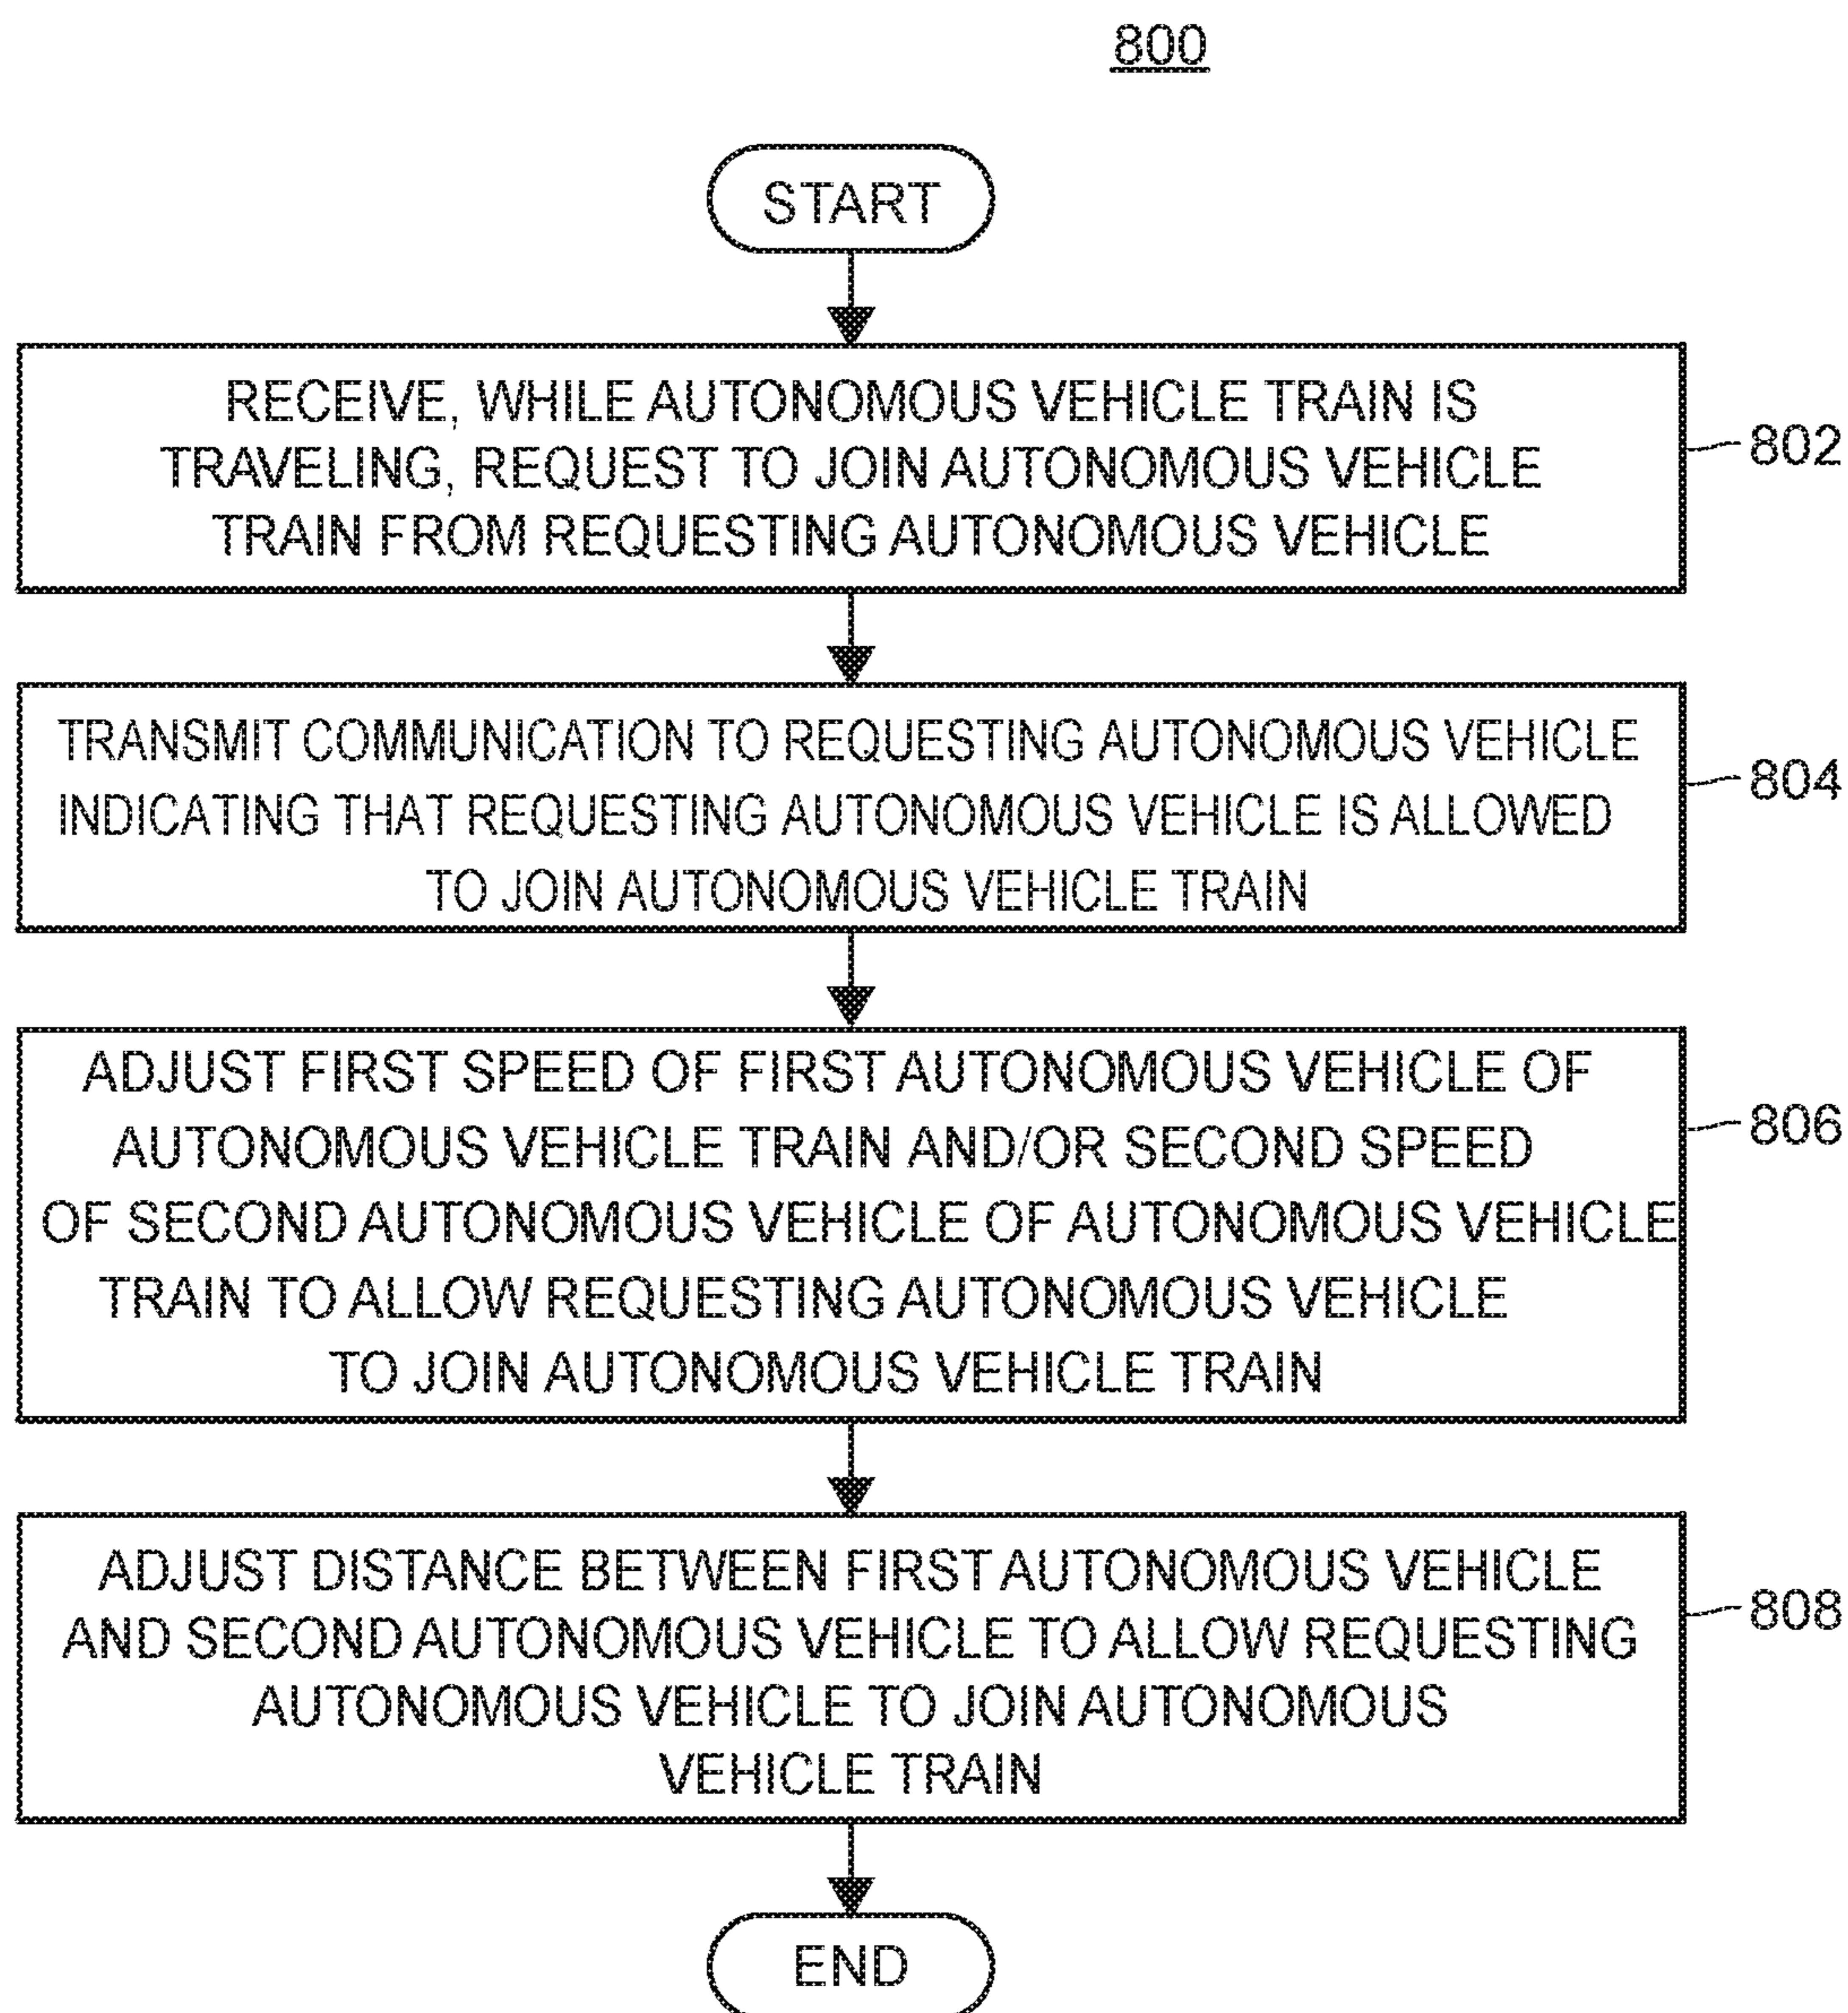 800
START
RECEIVE, WHILE AUTONOMOUS VEHICLE TRAIN IS
TRAVELING, REQUEST TO JOIN AUTONOMOUS VEHICLE
TRAIN FROM REQUESTING AUTONOMOUS VEHICLE
802
TRANSMIT COMMUNICATION TO REQUESTING AUTONOMOUS VEHICLE
INDICATING THAT REQUESTING AUTONOMOUS VEHICLE IS ALLOWED
TO JOIN AUTONOMOUS VEHICLE TRAIN
804
ADJUST FIRST SPEED OF FIRST AUTONOMOUS VEHICLE OF
AUTONOMOUS VEHICLE TRAIN AND/OR SECOND SPEED
OF SECOND AUTONOMOUS VEHICLE OF AUTONOMOUS VEHICLE
TRAIN TO ALLOW REQUESTING AUTONOMOUS VEHICLE
TO JOIN AUTONOMOUS VEHICLE TRAIN
806
ADJUST DISTANCE BETWEEN FIRST AUTONOMOUS VEHICLE
AND SECOND AUTONOMOUS VEHICLE TO ALLOW REQUESTING
AUTONOMOUS VEHICLE TO JOIN AUTONOMOUS
VEHICLE TRAIN
808
END